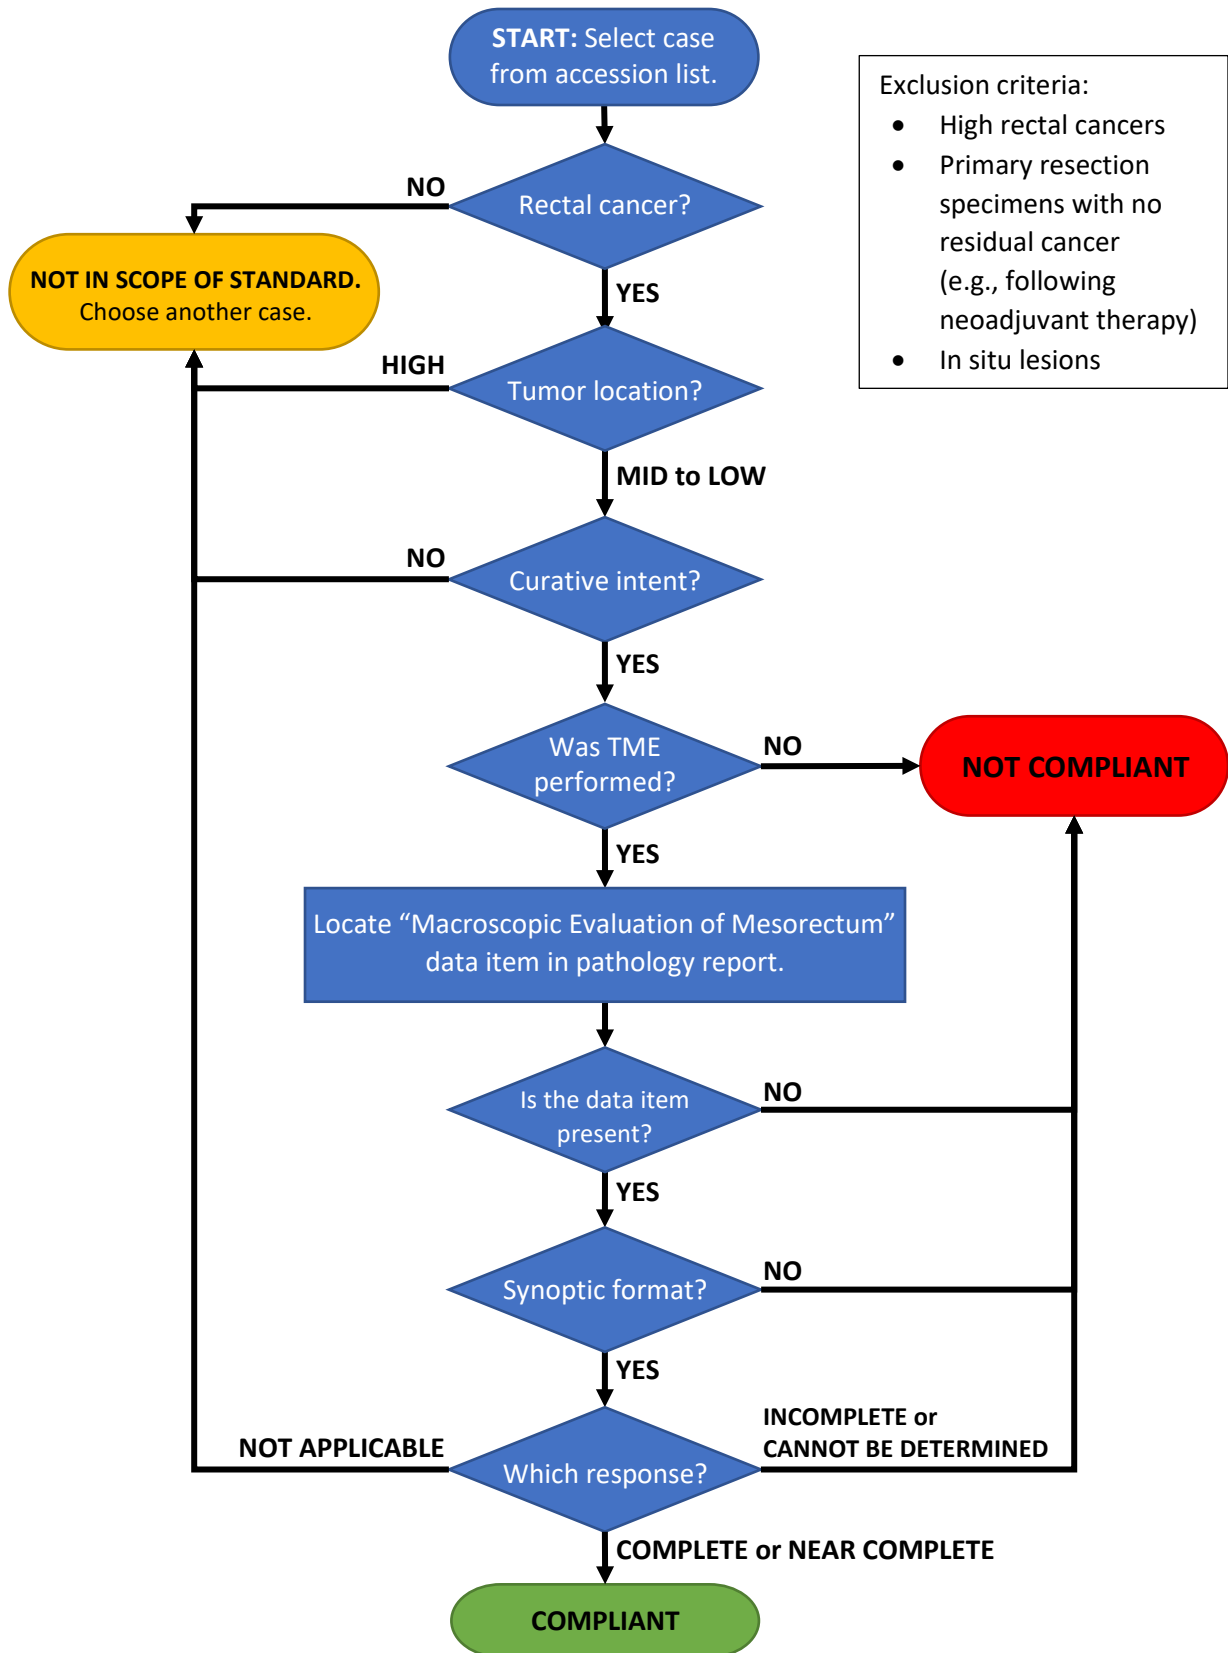 START: Select case
from accession list.
Exclusion criteria:
• High rectal cancers
• Primary resection
specimens with no
residual cancer
(e.g., following
neoadjuvant therapy)
• In situ lesions
NO
Rectal cancer?
NOT IN SCOPE OF STANDARD.
Choose another case.
YES
HIGH
Tumor location?
MID to LOW
NO
Curative intent?
YES
Was TME
performed?
NO
NOT COMPLIANT
YES
Locate “Macroscopic Evaluation of Mesorectum”
data item in pathology report.
Is the data item
present?
NO
YES
Synoptic format?
NO
YES
NOT APPLICABLE
Which response?
INCOMPLETE or
CANNOT BE DETERMINED
COMPLETE or NEAR COMPLETE
COMPLIANT